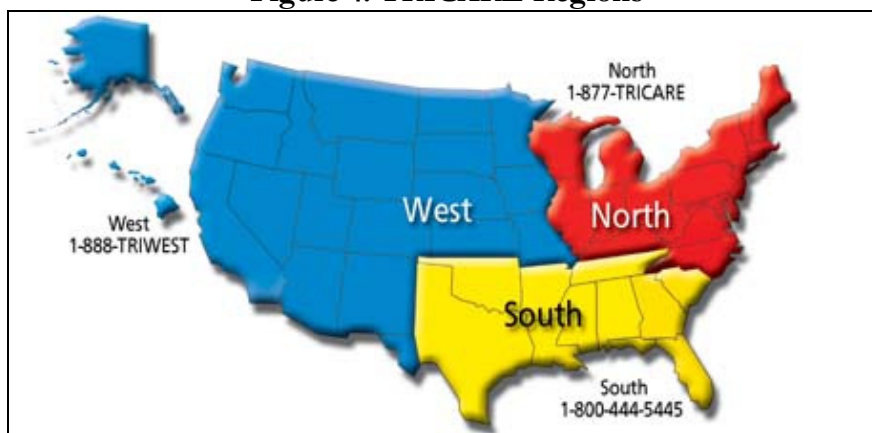 Figure 4. TRICARE Regions
North
1-877-TRICARE
West
North
West
1-888-TRIWEST
South
South
1-800-444-5445